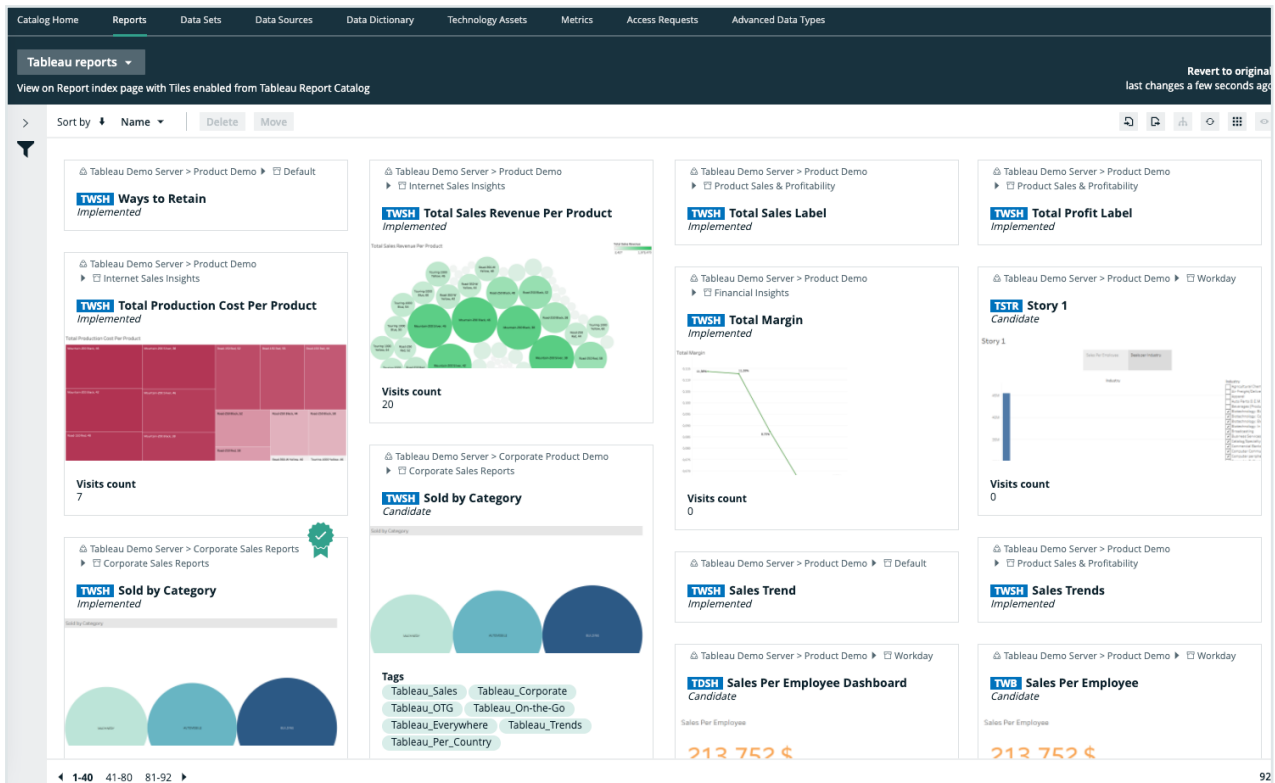 Catalog Home Reports Data Sets Data Sources Data Dictionary Technology Assets Metrics Access Requests Advanced Data Types
Tableau reports
Revert to original
View on Report index page with Tiles enabled from Tableau Report Catalog
last changes a few seconds ago
Sort by Name Delete Move
Tableau Demo Server > Product Demo Default
TWSH Ways to Retain
Implemented
Tableau Demo Server > Product Demo
Internet Sales Insights
TWSH Total Production Cost Per Product
Implemented
Total Production Cost Per Product
Visits count
7
Tableau Demo Server > Corporate Sales Reports
Corporate Sales Reports
TWSH Sold by Category
Implemented
Sold by Category
Tableau Demo Server > Product Demo
Internet Sales Insights
TWSH Total Sales Revenue Per Product
Implemented
Total Sales Revenue Per Product
Visits count
20
Tableau Demo Server > Corporate Product Demo
Corporate Sales Reports
TWSH Sold by Category
Candidate
Sold by Category
Tags
Tableau_Sales Tableau_Corporate
Tableau_OTG Tableau_On-the-Go
Tableau_Everywhere Tableau_Trends
Tableau_Per_Country
Tableau Demo Server > Product Demo
Product Sales & Profitability
TWSH Total Sales Label
Implemented
Tableau Demo Server > Product Demo
Financial Insights
TWSH Total Margin
Implemented
Total Margin
Visits count
0
Tableau Demo Server > Product Demo Default
TWSH Sales Trend
Implemented
Tableau Demo Server > Product Demo Workday
TDSH Sales Per Employee Dashboard
Candidate
Sales Per Employee
213 752 $
Tableau Demo Server > Product Demo
Product Sales & Profitability
TWSH Total Profit Label
Implemented
Tableau Demo Server > Product Demo Workday
TSTR Story 1
Candidate
Story 1
Industry
Visits count
0
Tableau Demo Server > Product Demo
Product Sales & Profitability
TWSH Sales Trends
Implemented
Tableau Demo Server > Product Demo Workday
TWB Sales Per Employee
Candidate
Sales Per Employee
213 752 $
1-40 41-80 81-92
92